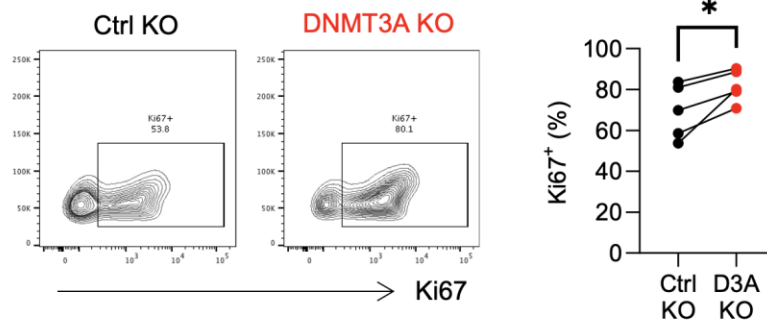 Ctrl KO
DNMT3A KO
250K
200K
150K
100K
50K
0
Ki67+
53.8
0
10³
10⁴
10⁵
250K
200K
150K
100K
50K
0
Ki67+
80.1
0
10³
10⁴
10⁵
Ki67
*
Ki67⁺ (%)
100
80
60
40
20
0
Ctrl KO
D3A KO